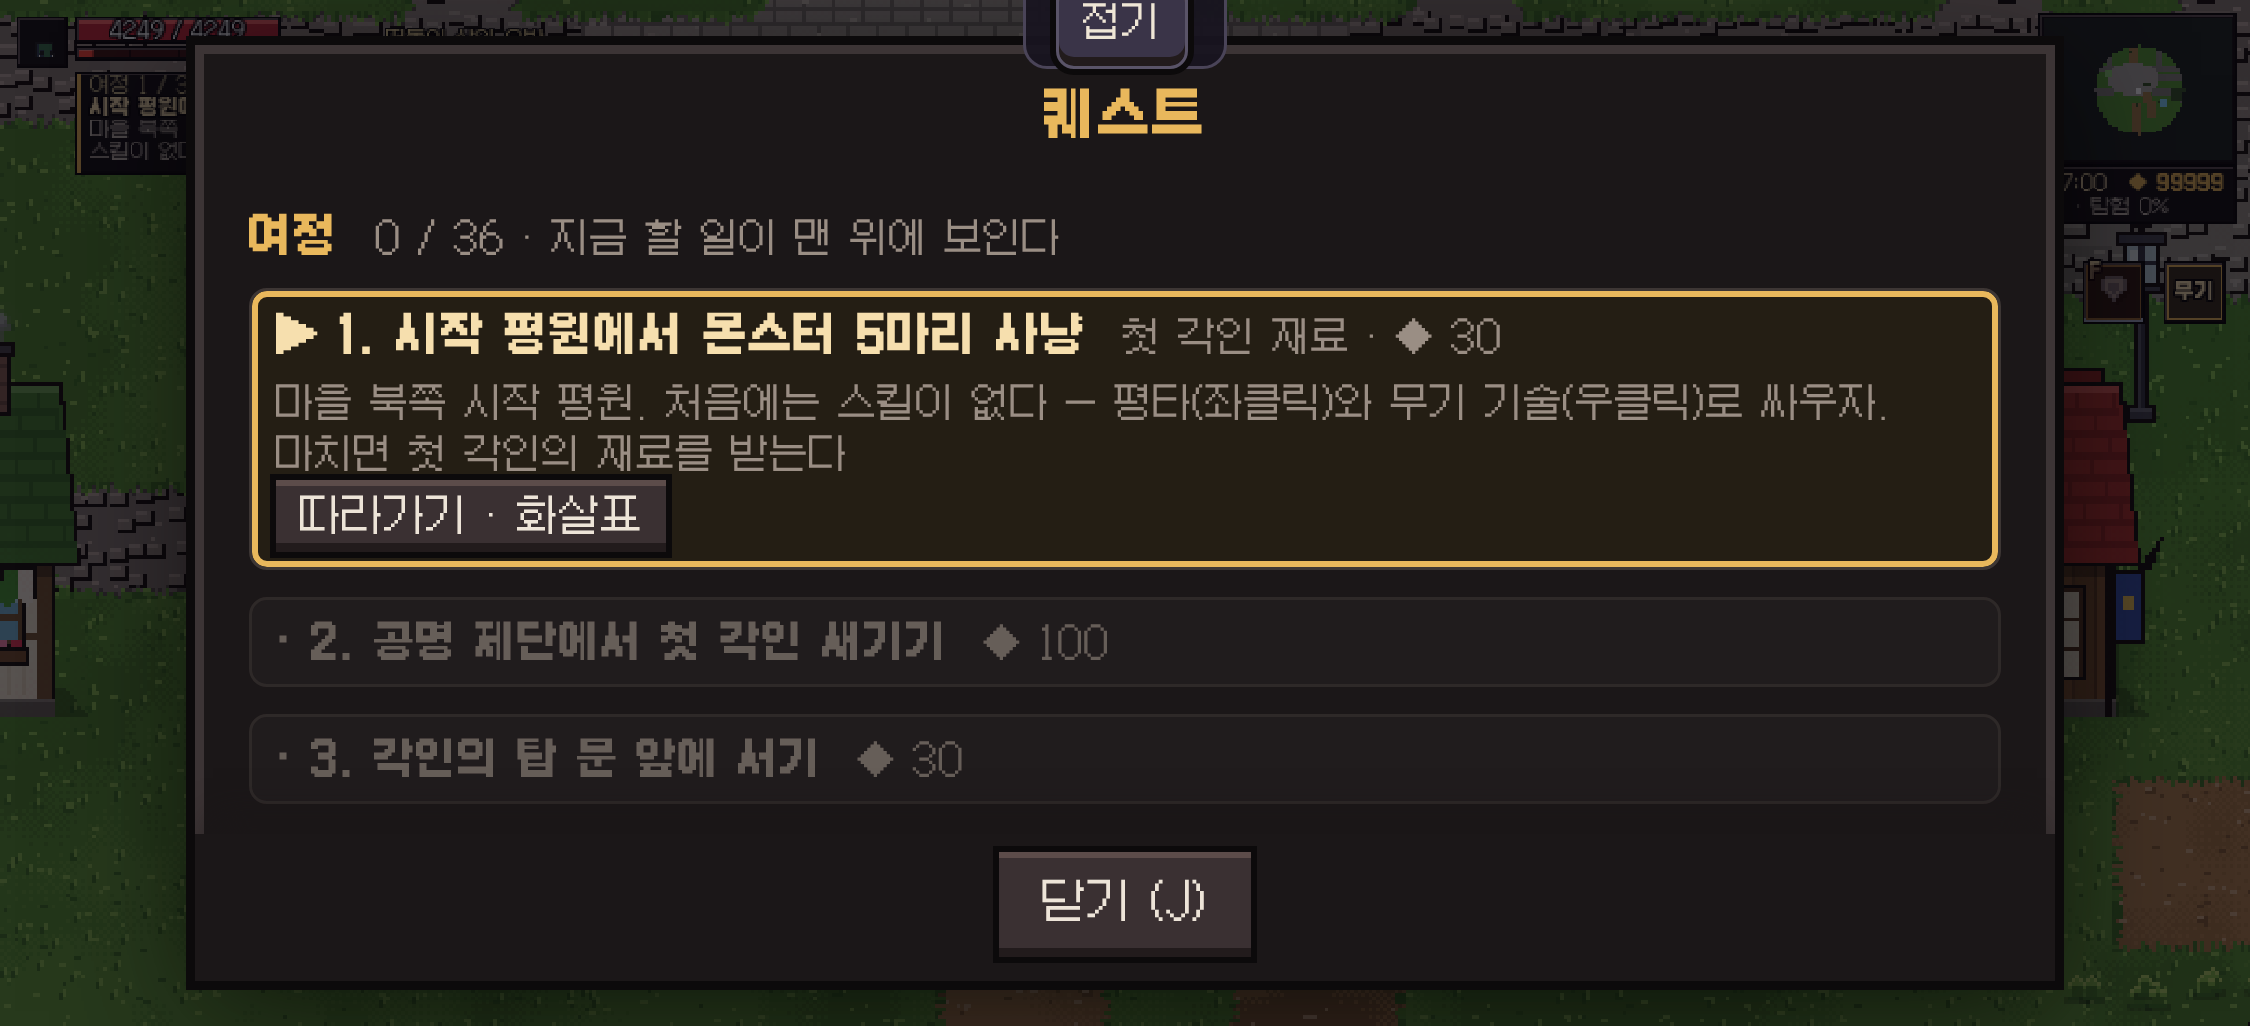 접기
4249 / 4249
퀘스트
여정 1 / 3
시작 평원에
마을 북쪽
스킬이 없다
여정 0 / 36 · 지금 할 일이 맨 위에 보인다
▶ 1. 시작 평원에서 몬스터 5마리 사냥 첫 각인 재료 · ◆ 30
마을 북쪽 시작 평원. 처음에는 스킬이 없다 — 평타(좌클릭)와 무기 기술(우클릭)로 싸우자.
마치면 첫 각인의 재료를 받는다
따라가기 · 화살표
· 2. 공명 제단에서 첫 각인 새기기 ◆ 100
· 3. 각인의 탑 문 앞에 서기 ◆ 30
닫기 (J)
7:00 ◆ 99999
· 탐험 0%
F
무기